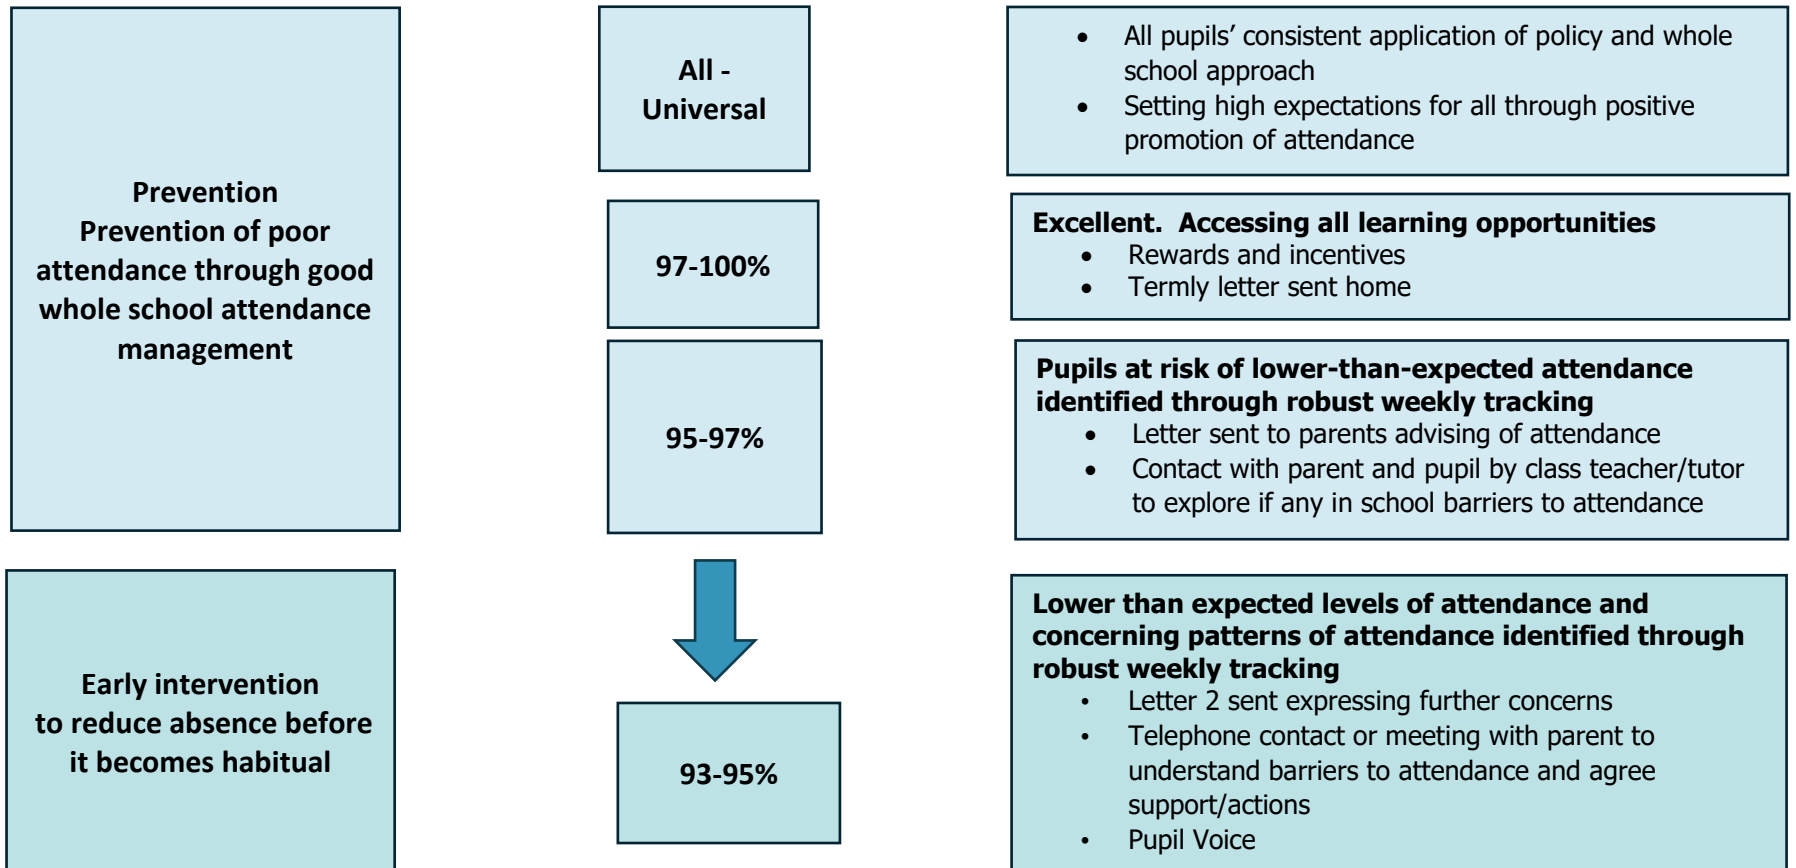 Prevention
Prevention of poor
attendance through good
whole school attendance
management
All -
Universal
• All pupils’ consistent application of policy and whole
school approach
• Setting high expectations for all through positive
promotion of attendance
97-100%
Excellent.  Accessing all learning opportunities
• Rewards and incentives
• Termly letter sent home
95-97%
Pupils at risk of lower-than-expected attendance
identified through robust weekly tracking
• Letter sent to parents advising of attendance
• Contact with parent and pupil by class teacher/tutor
to explore if any in school barriers to attendance
Early intervention
to reduce absence before
it becomes habitual
93-95%
Lower than expected levels of attendance and
concerning patterns of attendance identified through
robust weekly tracking
• Letter 2 sent expressing further concerns
• Telephone contact or meeting with parent to
understand barriers to attendance and agree
support/actions
• Pupil Voice